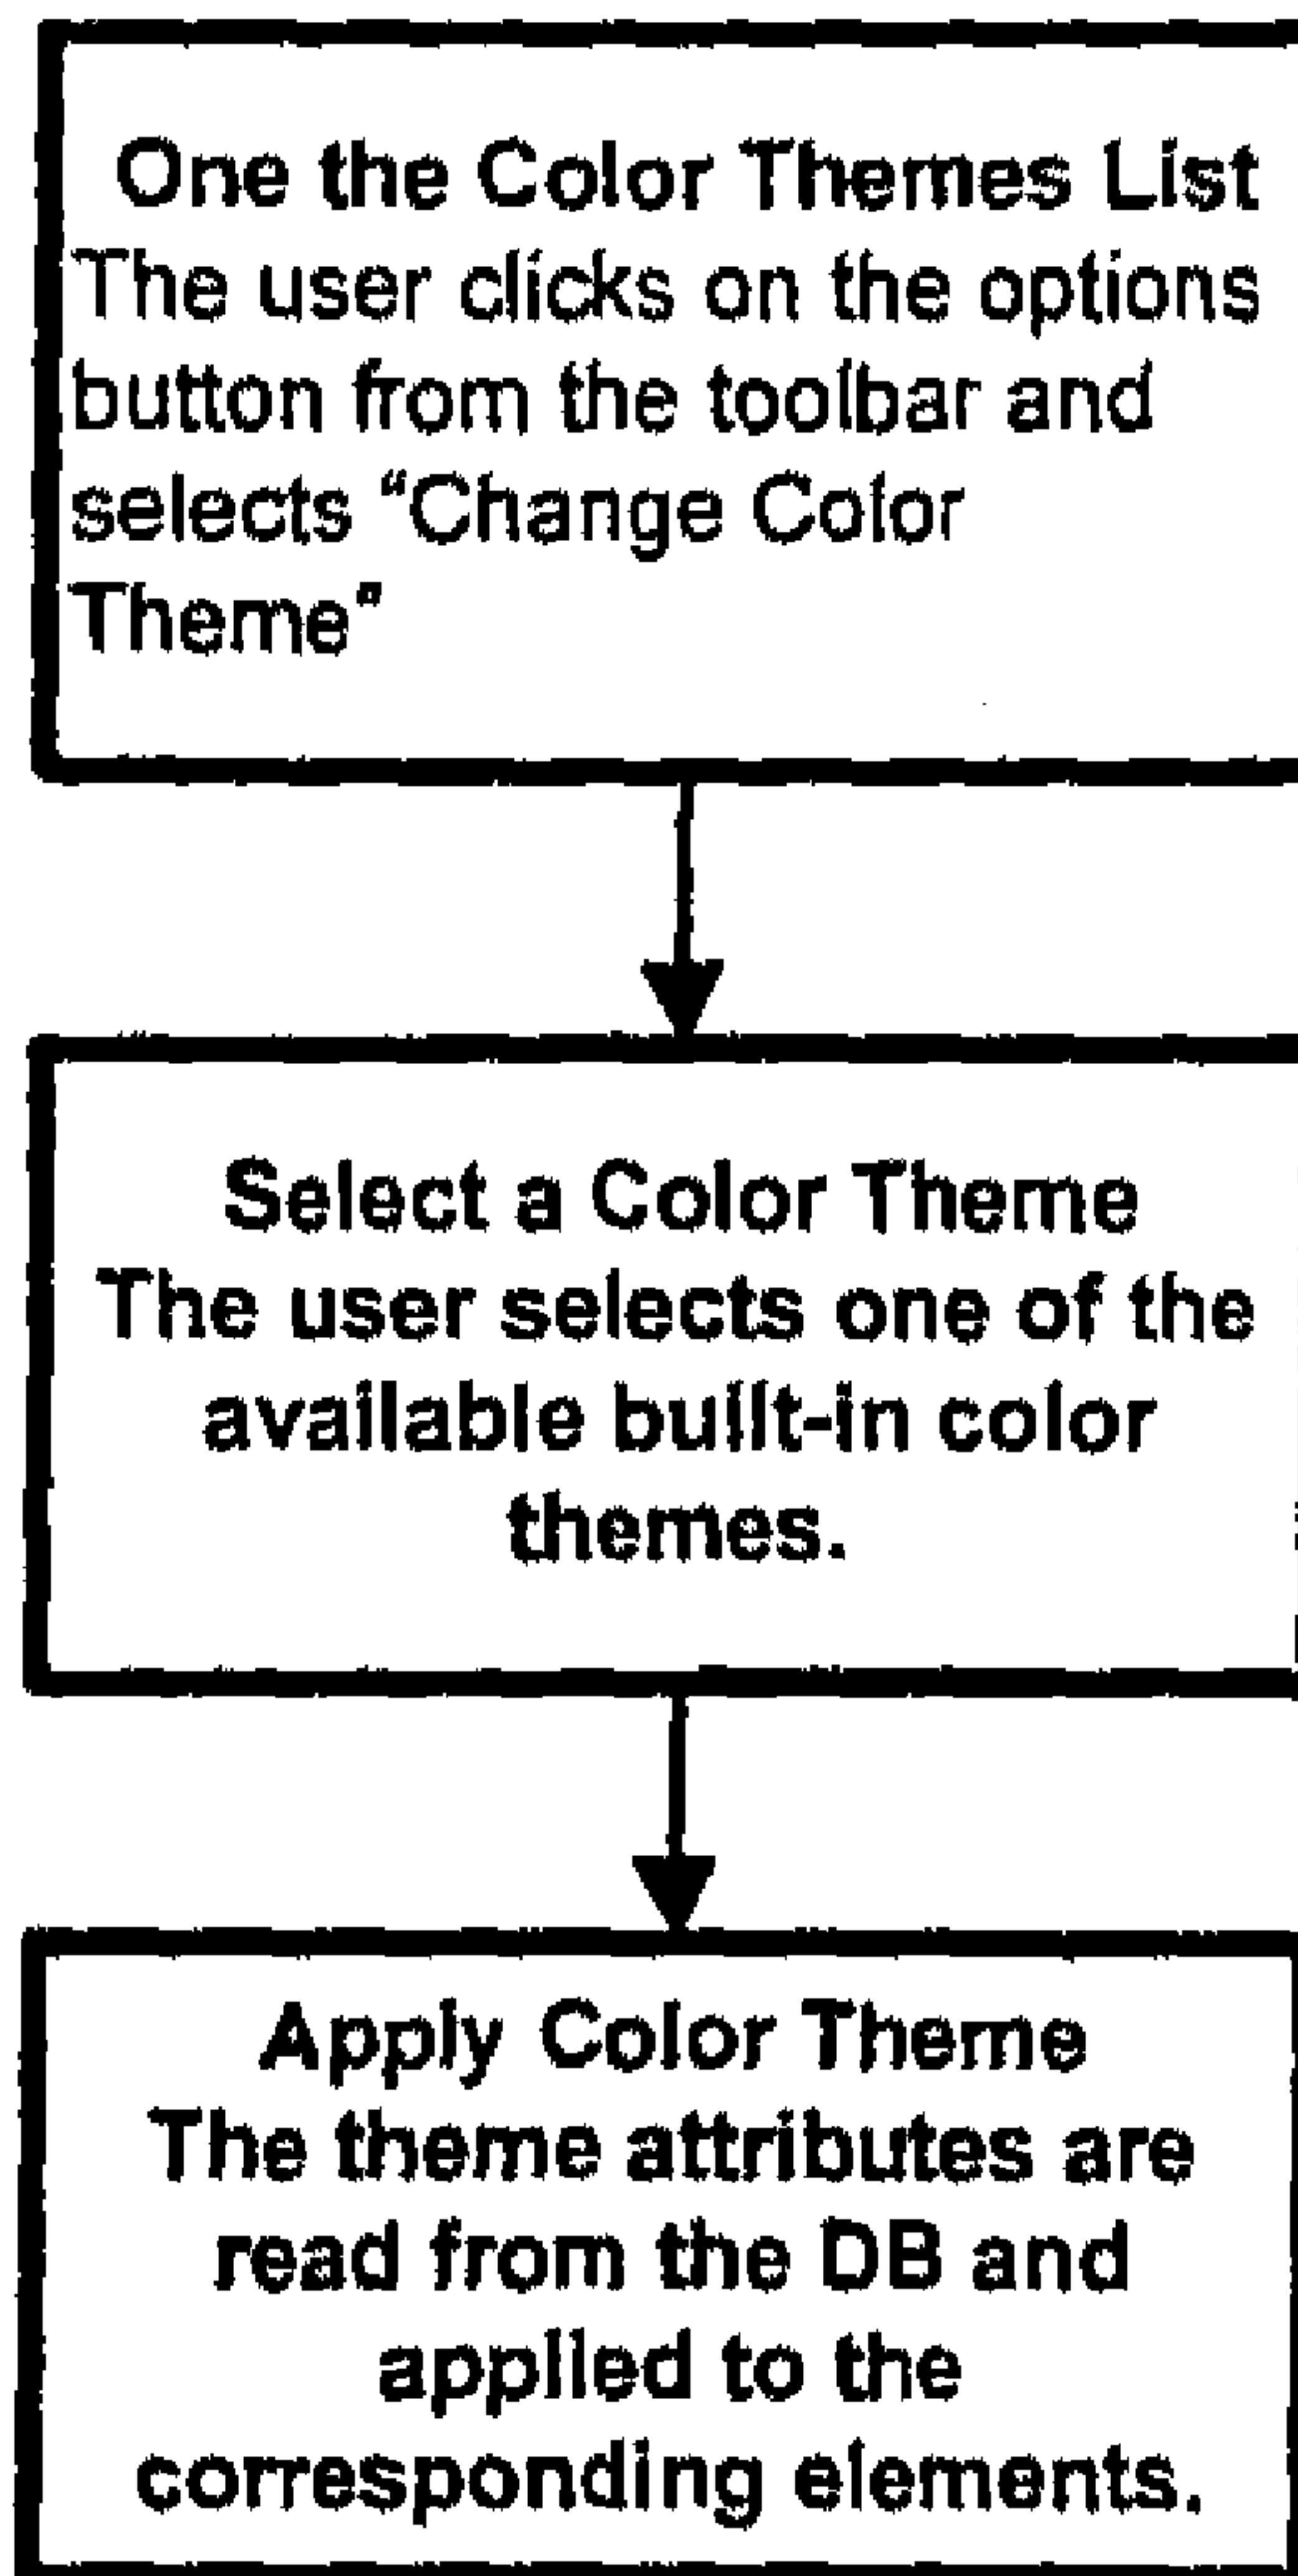 One the Color Themes List
The user clicks on the options
button from the toolbar and
selects "Change Color
Theme"
Select a Color Theme
The user selects one of the
available built-in color
themes.
Apply Color Theme
The theme attributes are
read from the DB and
applied to the
corresponding elements.